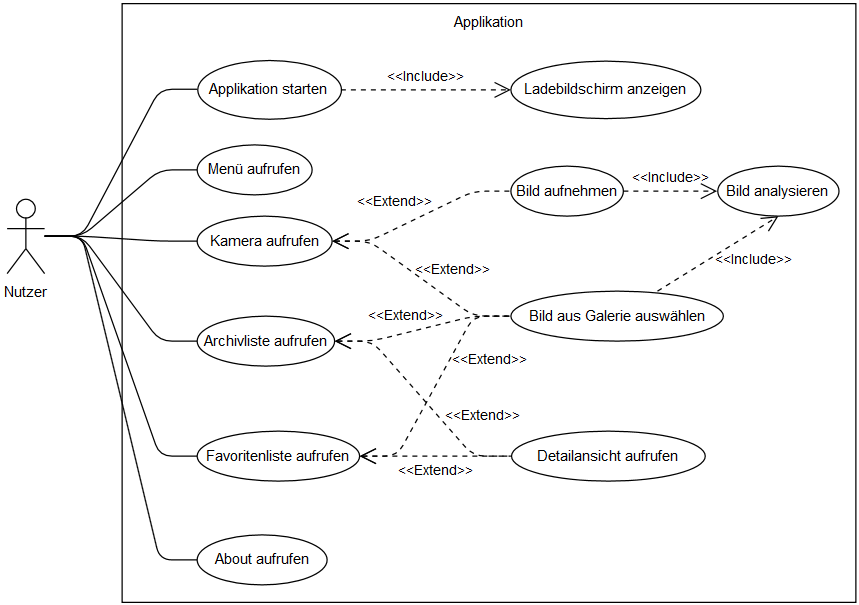 Applikation
Applikation starten
<<Include>>
Ladebildschirm anzeigen
Menü aufrufen
<<Extend>>
Bild aufnehmen
<<Include>>
Bild analysieren
Kamera aufrufen
<<Extend>>
<<Include>>
Nutzer
Archivliste aufrufen
<<Extend>>
Bild aus Galerie auswählen
<<Extend>>
<<Extend>>
Favoritenliste aufrufen
<<Extend>>
Detailansicht aufrufen
About aufrufen